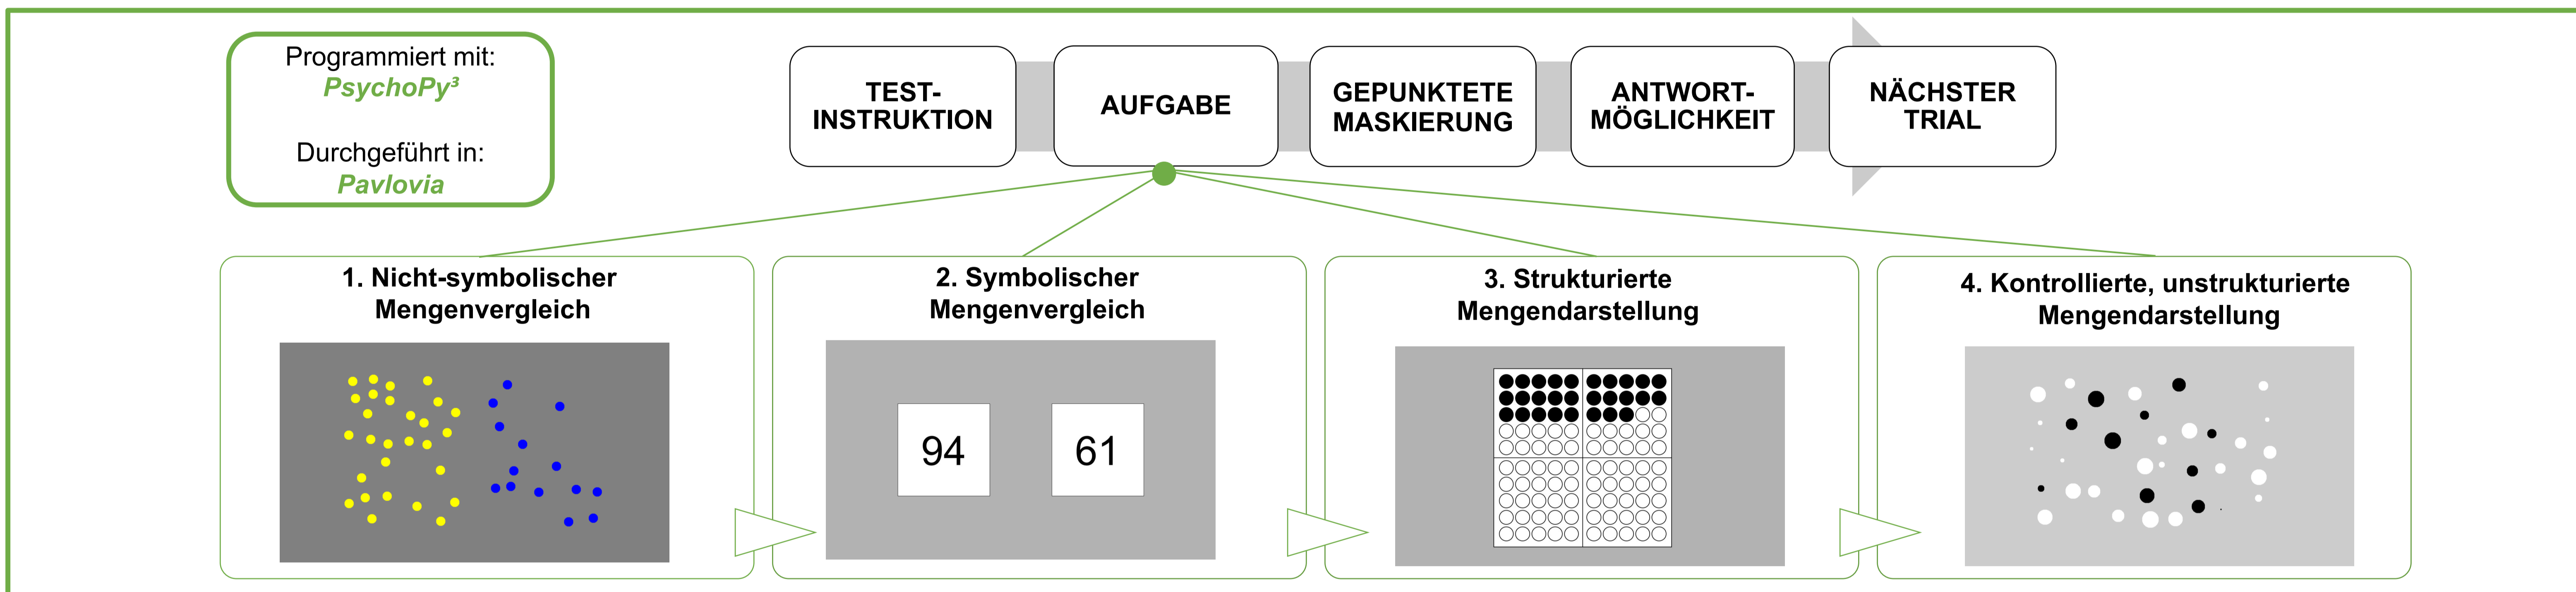 Programmiert mit:
PsychoPy³
Durchgeführt in:
Pavlovia
TEST-
INSTRUKTION
AUFGABE
GEPUNKTETE
MASKIERUNG
ANTWORT-
MÖGLICHKEIT
NÄCHSTER
TRIAL
1. Nicht-symbolischer
Mengenvergleich
2. Symbolischer
Mengenvergleich
94
61
3. Strukturierte
Mengendarstellung
4. Kontrollierte, unstrukturierte
Mengendarstellung